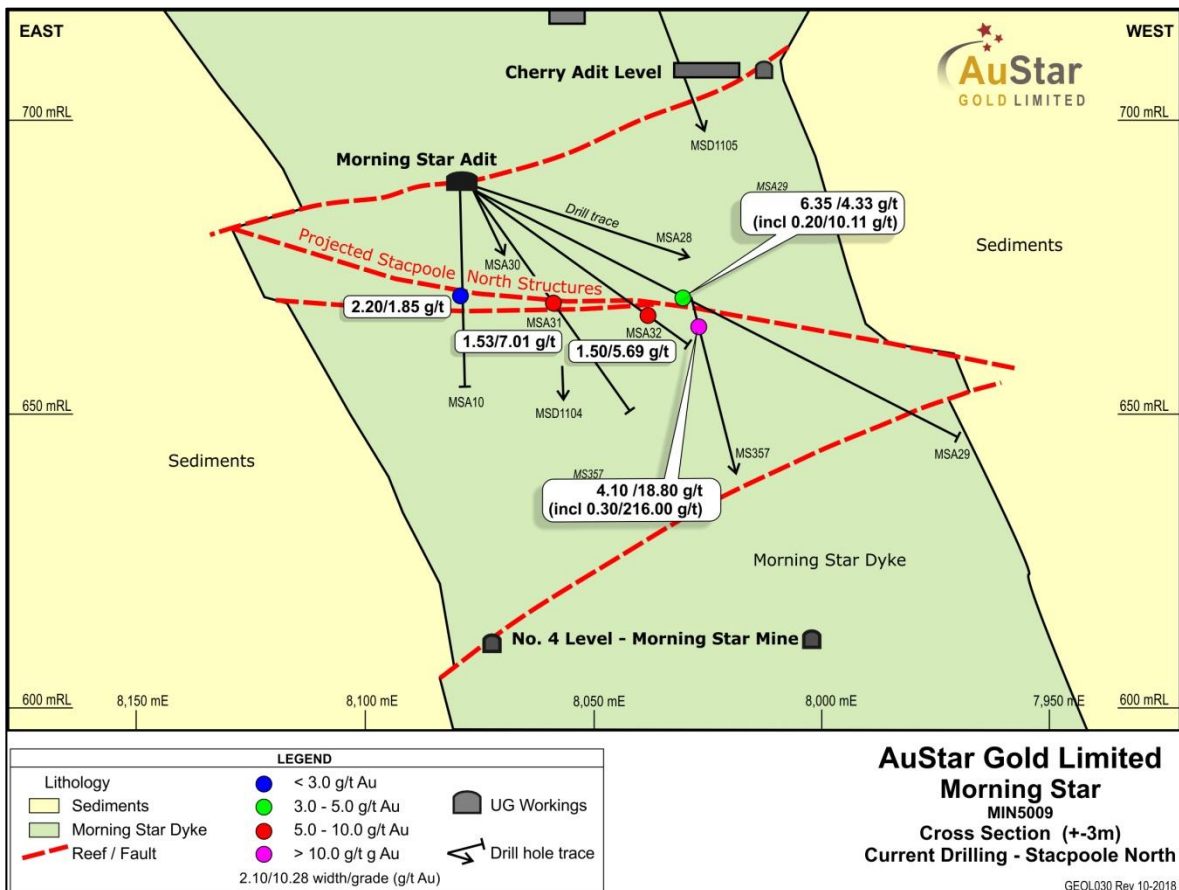 EAST
WEST
AuStar
GOLD LIMITED
Cherry Adit Level
700 mRL
700 mRL
MSD1105
Morning Star Adit
MSA29
6.35 /4.33 g/t
(incl 0.20/10.11 g/t)
Drill trace
MSA28
Sediments
MSA30
Projected Stacpoole North Structures
2.20/1.85 g/t
MSA31
MSA32
1.53/7.01 g/t
1.50/5.69 g/t
MSA10
MSD1104
650 mRL
650 mRL
MSA29
Sediments
MS357
MS357
4.10 /18.80 g/t
(incl 0.30/216.00 g/t)
Morning Star Dyke
No. 4 Level - Morning Star Mine
600 mRL
8,150 mE
8,100 mE
8,050 mE
8,000 mE
7,950 mE
600 mRL
LEGEND
Lithology
Sediments
Morning Star Dyke
Reef / Fault
< 3.0 g/t Au
3.0 - 5.0 g/t Au
5.0 - 10.0 g/t Au
> 10.0 g/t g Au
2.10/10.28 width/grade (g/t Au)
UG Workings
Drill hole trace
AuStar Gold Limited
Morning Star
MIN5009
Cross Section (+-3m)
Current Drilling - Stacpoole North
GEOL030 Rev 10-2018